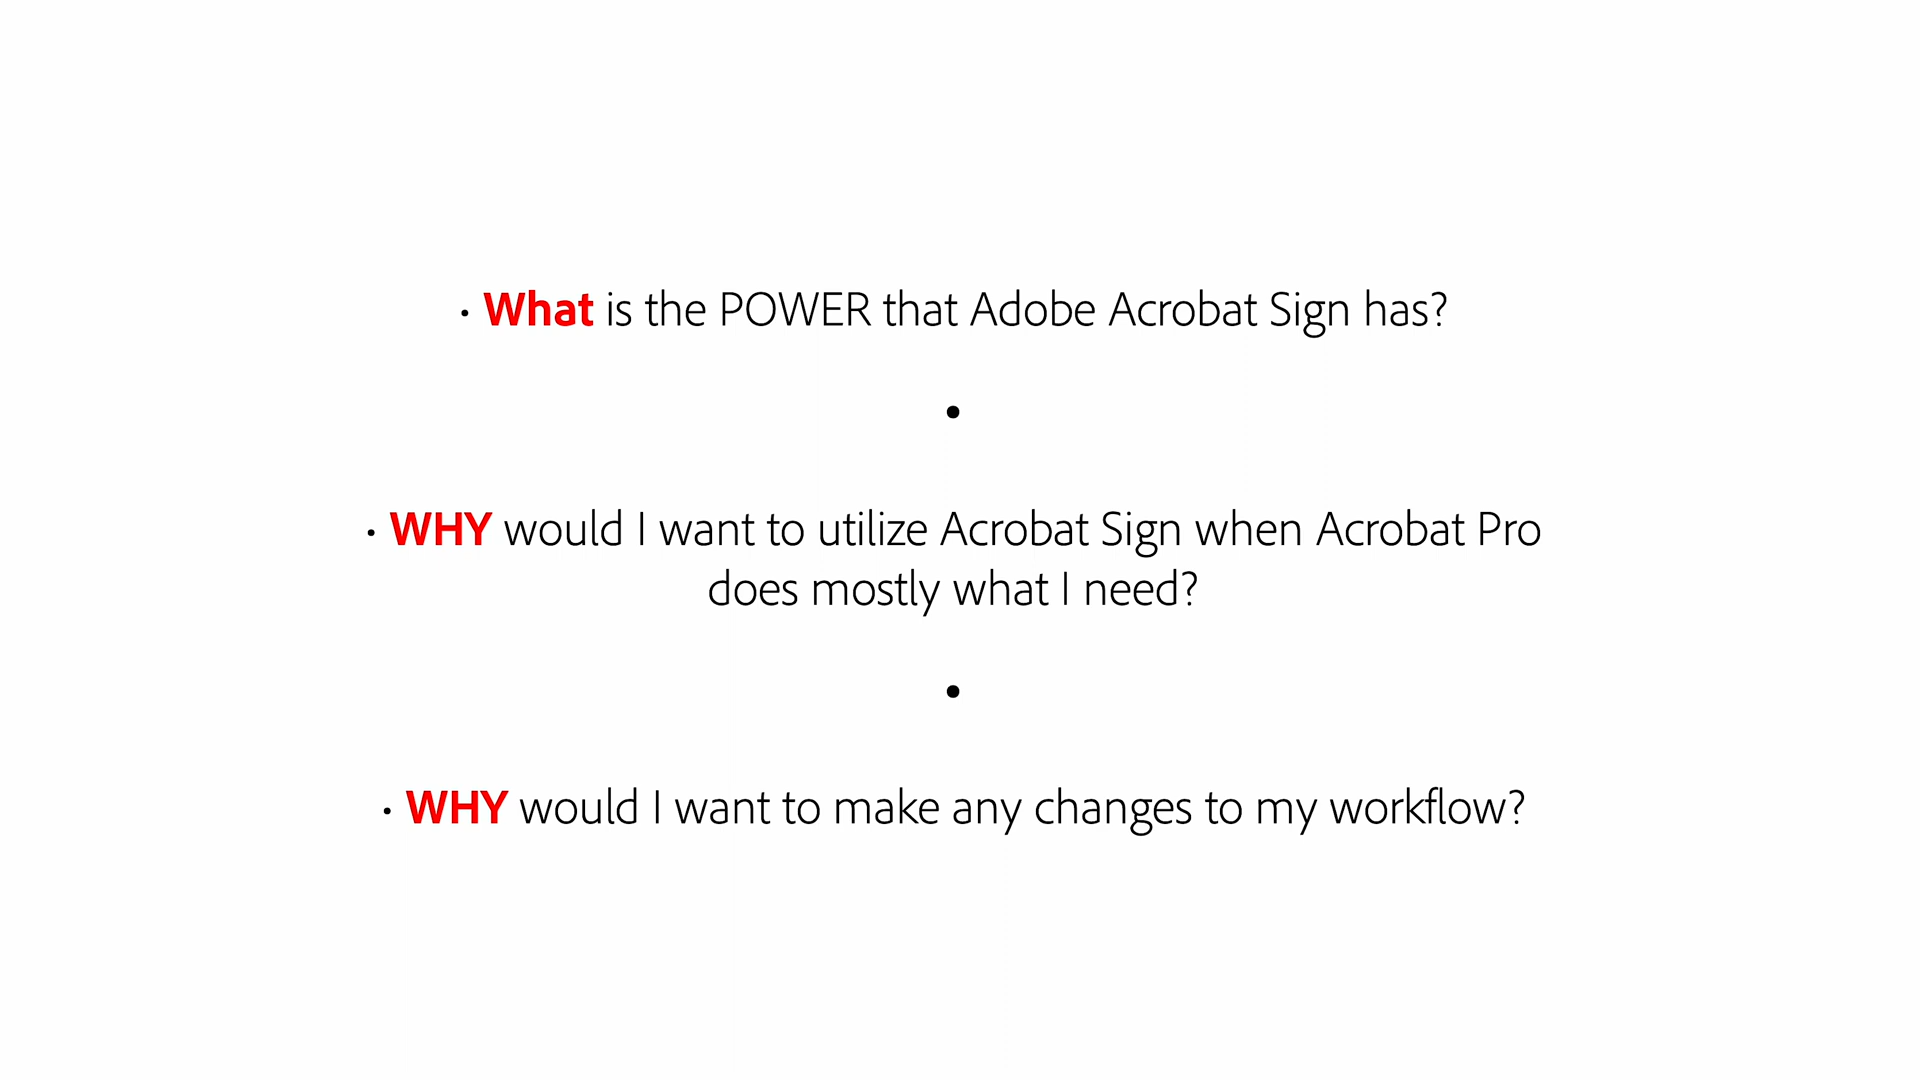 • What is the POWER that Adobe Acrobat Sign has?
•
• WHY would I want to utilize Acrobat Sign when Acrobat Pro
does mostly what I need?
•
• WHY would I want to make any changes to my workflow?